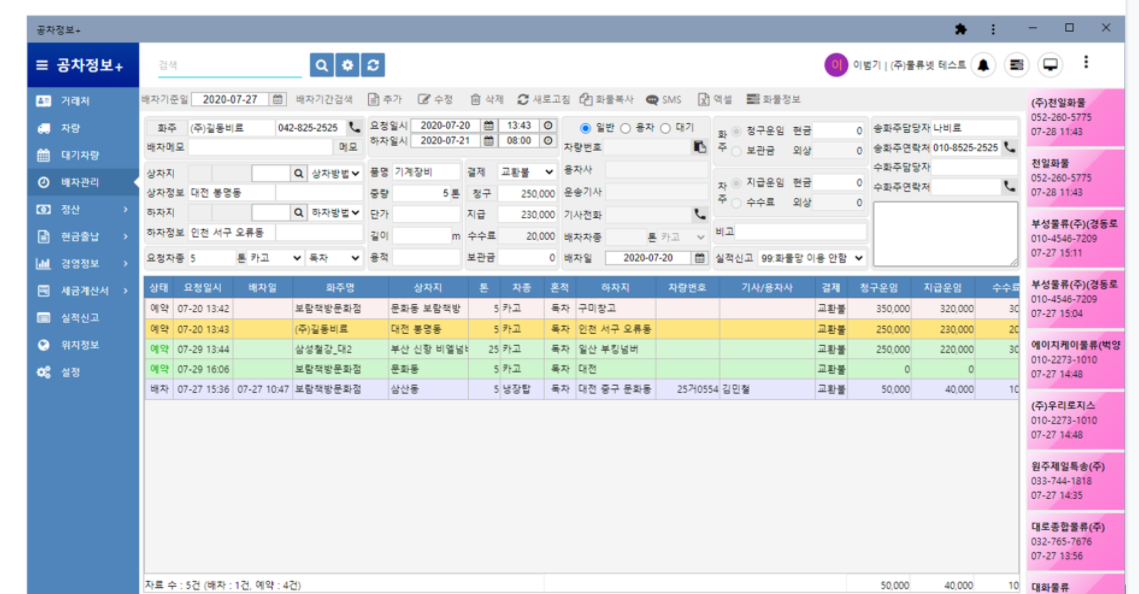 공차정보+
공차정보+
검색
이
이범기 | (주)물류넷 테스트
거래처
차량
대기차량
배차관리
정산
현금출납
경영정보
세금계산서
실적신고
위치정보
설정
배차기준일 2020-07-27 배차기간검색 추가 수정 삭제 새로고침 화물복사 SMS 엑셀 화물정보
화주 (주)길동비료 042-825-2525
배차메모 메모
상차지 상차방법
상차정보 대전 봉명동
하차지 하차방법
하차정보 인천 서구 오류동
요청차종 5 톤 카고 독차
요청일시 2020-07-20 13:43
하차일시 2020-07-21 08:00
품명 기계장비 결제 교환불
중량 5 톤 청구 250,000
단가 지급 230,000
길이 m 수수료 20,000
용적 보관금 0
일반 용차 대기
차량번호
용차사
운송기사
기사전화
배차차종 톤 카고
배차일 2020-07-20
화주 청구운임 현금 0
보관금 외상 0
차주 지급운임 현금 0
수수료 외상 0
비고
실적신고 99.화물망 이용 안함
송화주담당자 나비료
송화주연락처 010-8525-2525
수화주담당자
수화주연락처
상태 요청일시 배차일 화주명 상차지 톤 차종 혼적 하차지 차량번호 기사/용차사 결제 청구운임 지급운임 수수료
예약 07-20 13:42 보람책방문화점 문화동 보람책방 5 카고 독차 구미창고 교환불 350,000 320,000 30
예약 07-20 13:43 (주)길동비료 대전 봉명동 5 카고 독차 인천 서구 오류동 교환불 250,000 230,000 20
예약 07-29 13:44 삼성철강_대2 부산 신항 비엘넘버 25 카고 독차 일산 부킹넘버 교환불 250,000 220,000 30
예약 07-29 16:06 보람책방문화점 문화동 5 카고 독차 대전 교환불 0 0
배차 07-27 15:36 07-27 10:47 보람책방문화점 삼산동 5 냉장탑 독차 대전 중구 문화동 25거0554 김민철 교환불 50,000 40,000 10
자료 수 : 5건 (배차 : 1건, 예약 : 4건) 50,000 40,000 10
(주)전일화물
052-260-5775
07-28 11:43
전일화물
052-260-5775
07-28 11:43
부성물류(주)(경동로
010-4546-7209
07-27 15:11
부성물류(주)(경동로
010-4546-7209
07-27 15:04
에이치케이물류(벽양
010-2273-1010
07-27 14:48
(주)우리로지스
010-2273-1010
07-27 14:48
원주제일특송(주)
033-744-1818
07-27 14:35
대로종합물류(주)
032-765-7676
07-27 13:56
대화물류